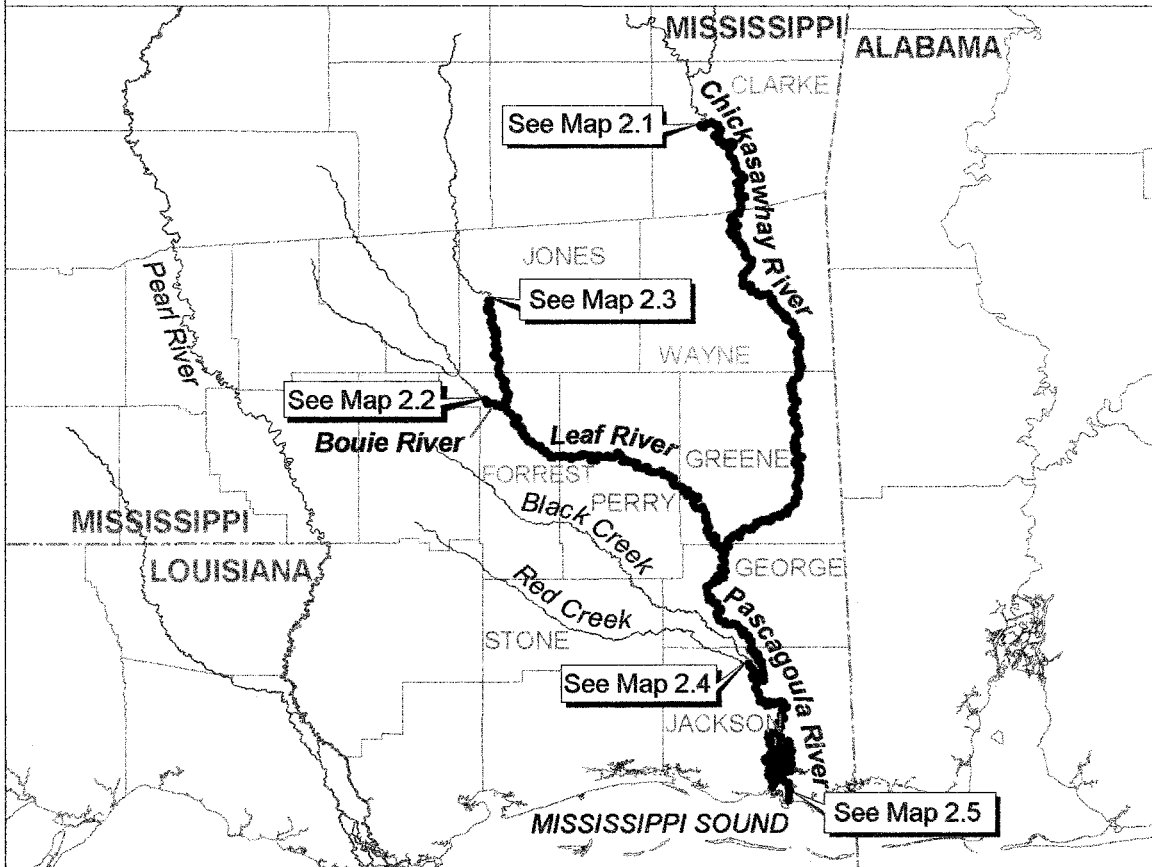 MISSISSIPPI
ALABAMA
CLARKE
See Map 2.1
Chickasawhay River
JONES
Pearl River
See Map 2.3
WAYNE
See Map 2.2
Bouie River
Leaf River
GREENE
FORREST
PERRY
Black Creek
MISSISSIPPI
LOUISIANA
GEORGE
Red Creek
Pascagoula River
STONE
See Map 2.4
JACKSON
See Map 2.5
MISSISSIPPI SOUND